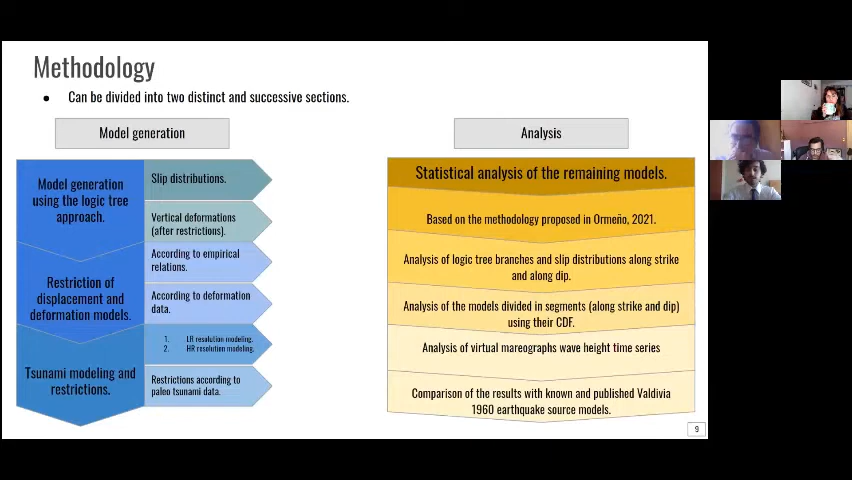 Methodology
● Can be divided into two distinct and successive sections.
Model generation
Model generation
using the logic tree
approach.
Slip distributions.
Vertical deformations
(after restrictions).
Restriction of
displacement and
deformation models.
According to empirical
relations.
According to deformation
data.
Tsunami modeling and
restrictions.
1. LR resolution modeling.
2. HR resolution modeling.
Restrictions according to
paleo tsunami data.
Analysis
Statistical analysis of the remaining models.
Based on the methodology proposed in Ormeño, 2021.
Analysis of logic tree branches and slip distributions along strike
and along dip.
Analysis of the models divided in segments (along strike and dip)
using their CDF.
Analysis of virtual mareographs wave height time series
Comparison of the results with known and published Valdivia
1960 earthquake source models.
9